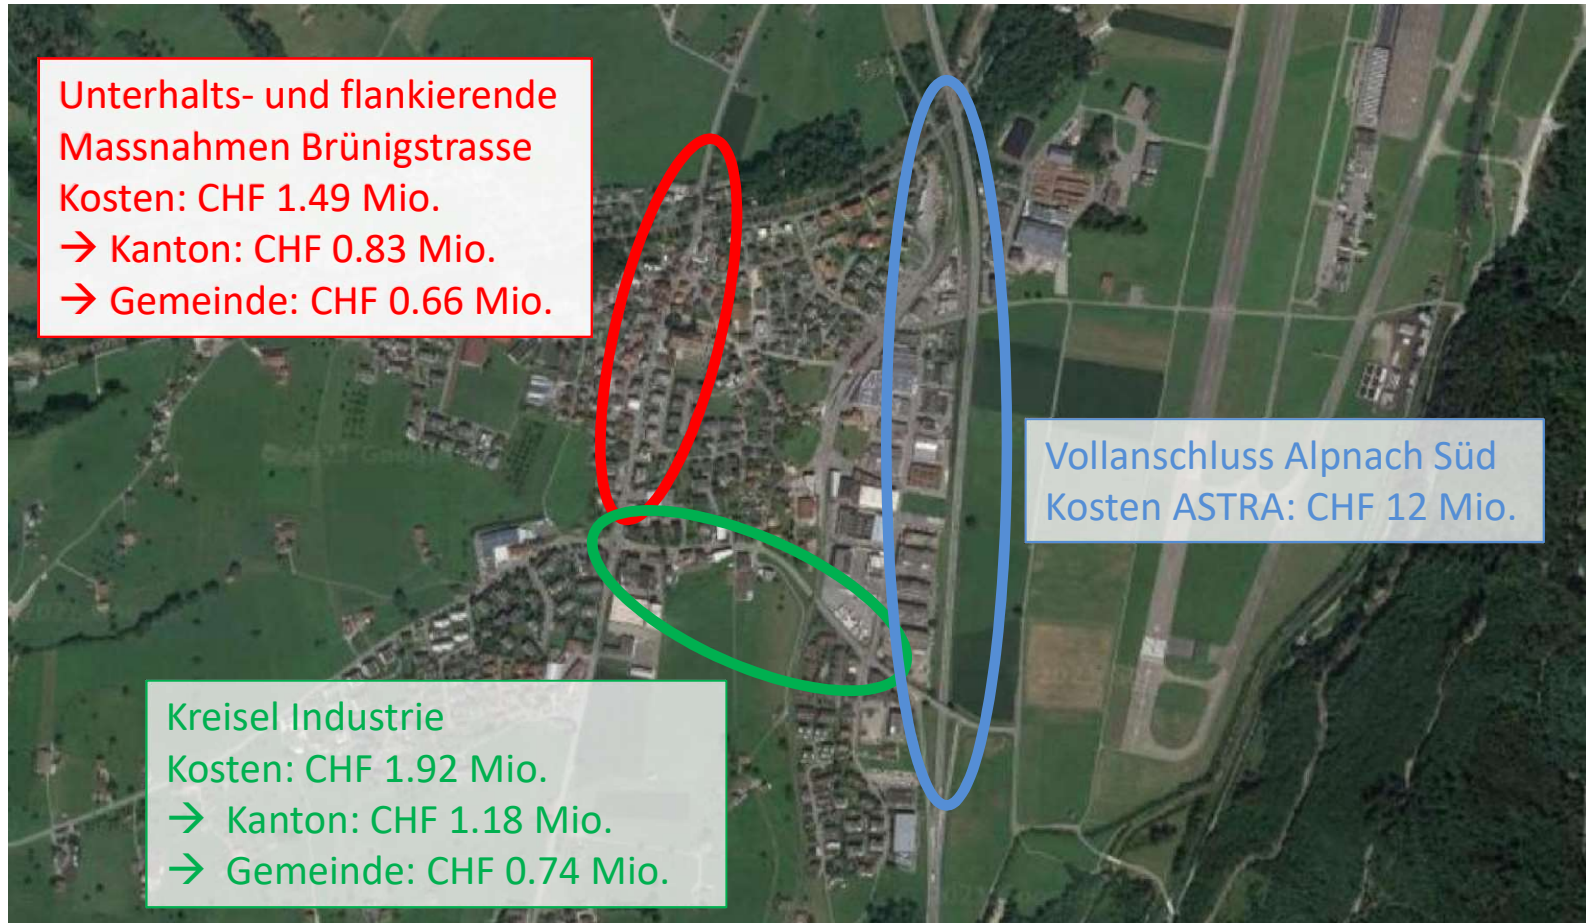 Unterhalts- und flankierende
Massnahmen Brünigstrasse
Kosten: CHF 1.49 Mio.
→ Kanton: CHF 0.83 Mio.
→ Gemeinde: CHF 0.66 Mio.
Vollanschluss Alpnach Süd
Kosten ASTRA: CHF 12 Mio.
Kreisel Industrie
Kosten: CHF 1.92 Mio.
→ Kanton: CHF 1.18 Mio.
→ Gemeinde: CHF 0.74 Mio.